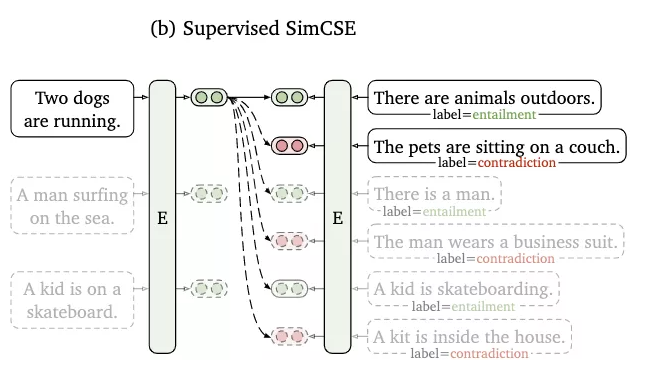 (b) Supervised SimCSE
Two dogs
are running.
A man surfing
on the sea.
A kid is on a
skateboard.
E
E
There are animals outdoors.
label=entailment
The pets are sitting on a couch.
label=contradiction
There is a man.
label=entailment
The man wears a business suit.
label=contradiction
A kid is skateboarding.
label=entailment
A kit is inside the house.
label=contradiction